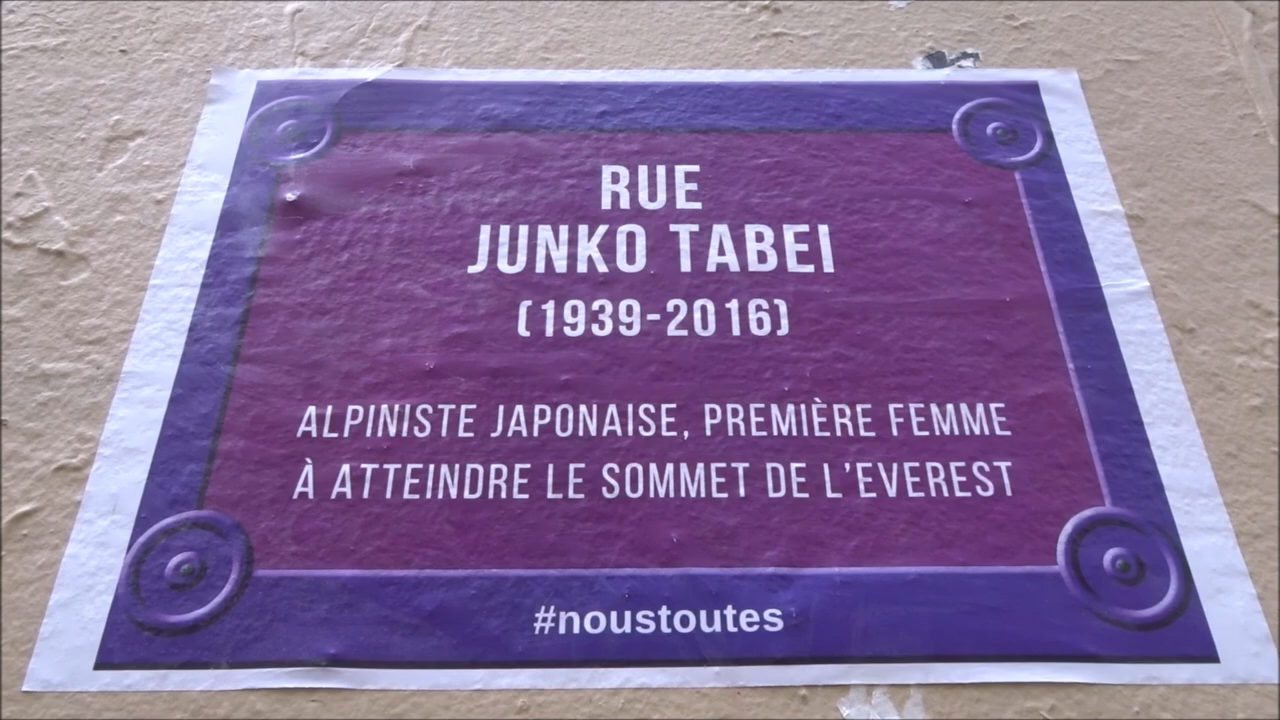 RUE
JUNKO TABEI
(1939-2016)
ALPINISTE JAPONAISE, PREMIÈRE FEMME
À ATTEINDRE LE SOMMET DE L’EVEREST
#noustoutes